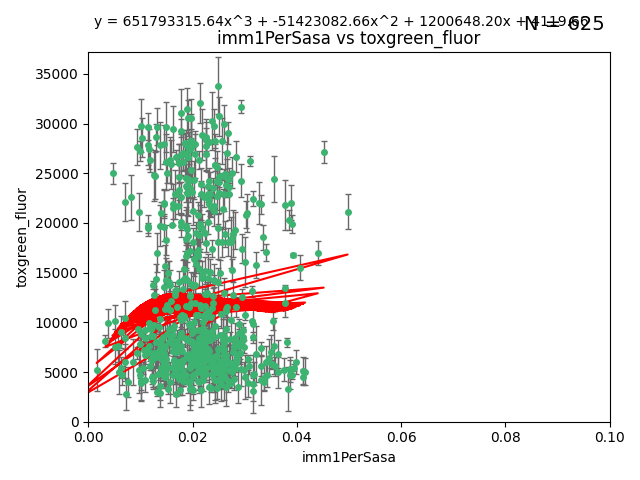 y = 651793315.64x^3 + -51423082.66x^2 + 1200648.20x +
N = 625
imm1PerSasa vs toxgreen_fluor
toxgreen_fluor
35000
30000
25000
20000
15000
10000
5000
0
0.00 0.02 0.04 0.06 0.08 0.10
imm1PerSasa